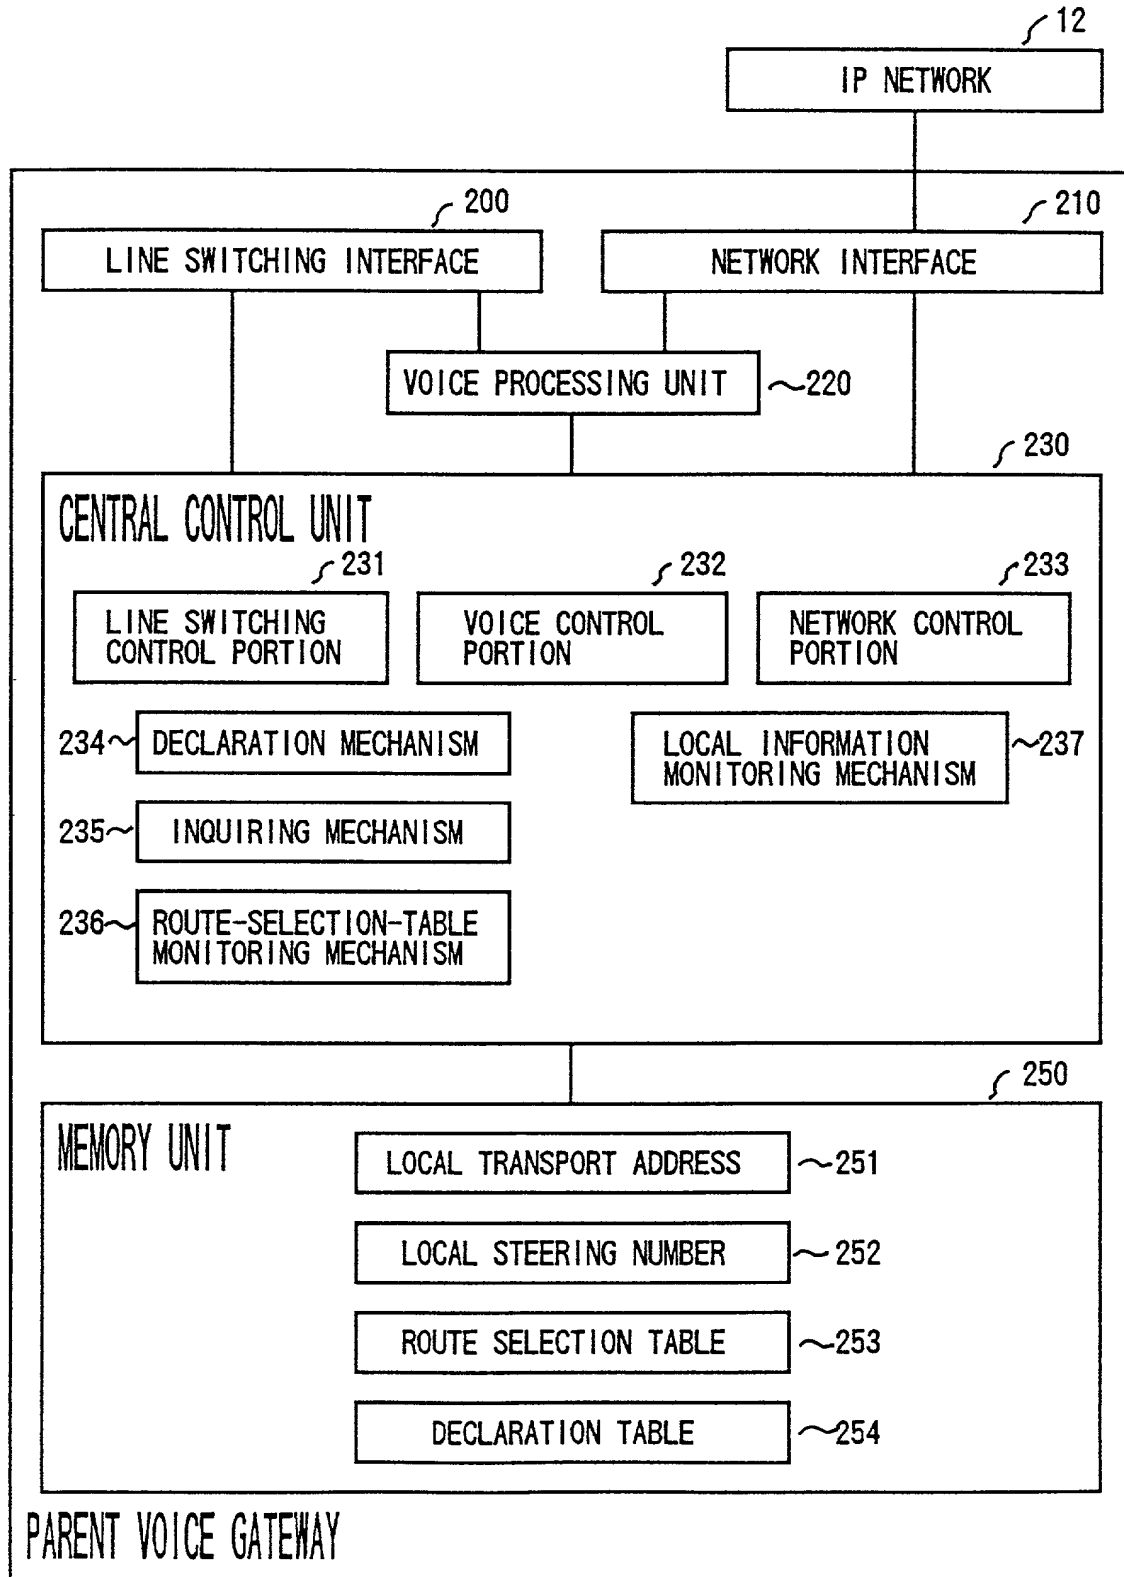 12
IP NETWORK
200
210
LINE SWITCHING INTERFACE
NETWORK INTERFACE
VOICE PROCESSING UNIT
220
230
CENTRAL CONTROL UNIT
231
232
233
LINE SWITCHING
CONTROL PORTION
VOICE CONTROL
PORTION
NETWORK CONTROL
PORTION
234
DECLARATION MECHANISM
LOCAL INFORMATION
MONITORING MECHANISM
237
235
INQUIRING MECHANISM
236
ROUTE-SELECTION-TABLE
MONITORING MECHANISM
250
MEMORY UNIT
LOCAL TRANSPORT ADDRESS
251
LOCAL STEERING NUMBER
252
ROUTE SELECTION TABLE
253
DECLARATION TABLE
254
PARENT VOICE GATEWAY